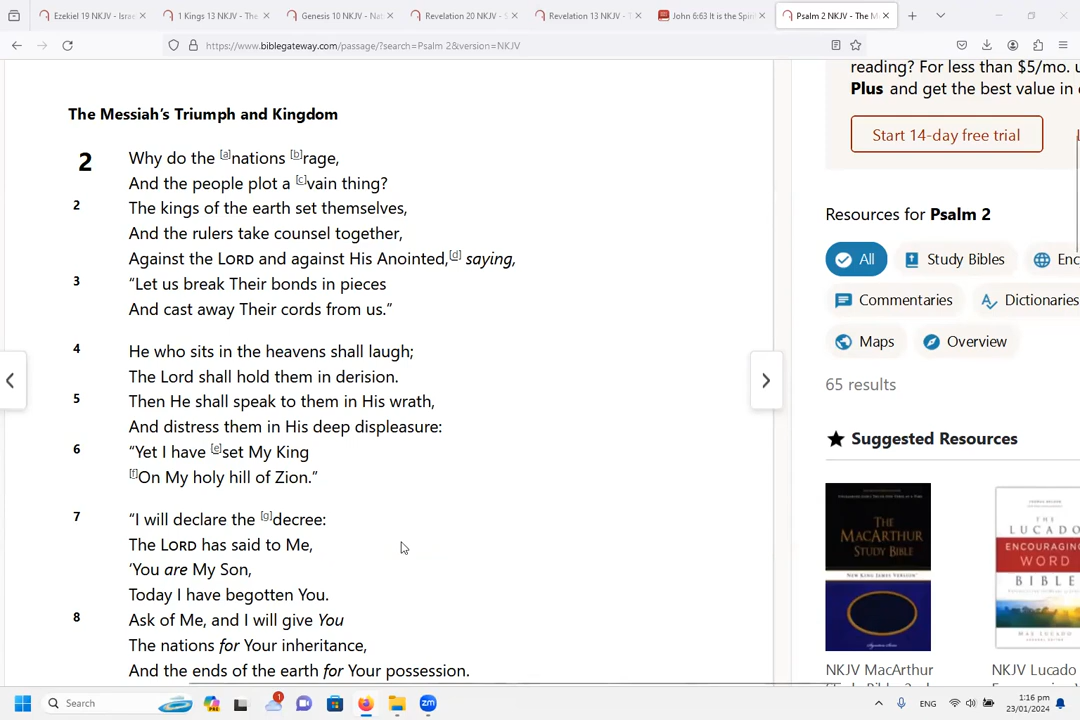 Ezekiel 19 NKJV - Israe
1 Kings 13 NKJV - The
Genesis 10 NKJV - Nat
Revelation 20 NKJV - S
Revelation 13 NKJV - T
John 6:63 It is the Spir
Psalm 2 NKJV - The M
https://www.biblegateway.com/passage/?search=Psalm 2&version=NKJV
The Messiah’s Triumph and Kingdom
2 Why do the [a]nations [b]rage,
And the people plot a [c]vain thing?
2 The kings of the earth set themselves,
And the rulers take counsel together,
Against the LORD and against His Anointed,[d] saying,
3 “Let us break Their bonds in pieces
And cast away Their cords from us.”
4 He who sits in the heavens shall laugh;
The Lord shall hold them in derision.
5 Then He shall speak to them in His wrath,
And distress them in His deep displeasure:
6 “Yet I have [e]set My King
[f]On My holy hill of Zion.”
7 “I will declare the [g]decree:
The LORD has said to Me,
‘You are My Son,
Today I have begotten You.
8 Ask of Me, and I will give You
The nations for Your inheritance,
And the ends of the earth for Your possession.
reading? For less than $5/mo. u
Plus and get the best value in
Start 14-day free trial
Resources for Psalm 2
All
Study Bibles
Enc
Commentaries
Dictionaries
Maps
Overview
65 results
Suggested Resources
THE
MACARTHUR
STUDY BIBLE
NEW KING JAMES VERSION
THE
LUCADO
ENCOURAGING
WORD
BIBLE
NKJV MacArthur
NKJV Lucado
Search
1
ENG
1:16 pm
23/01/2024